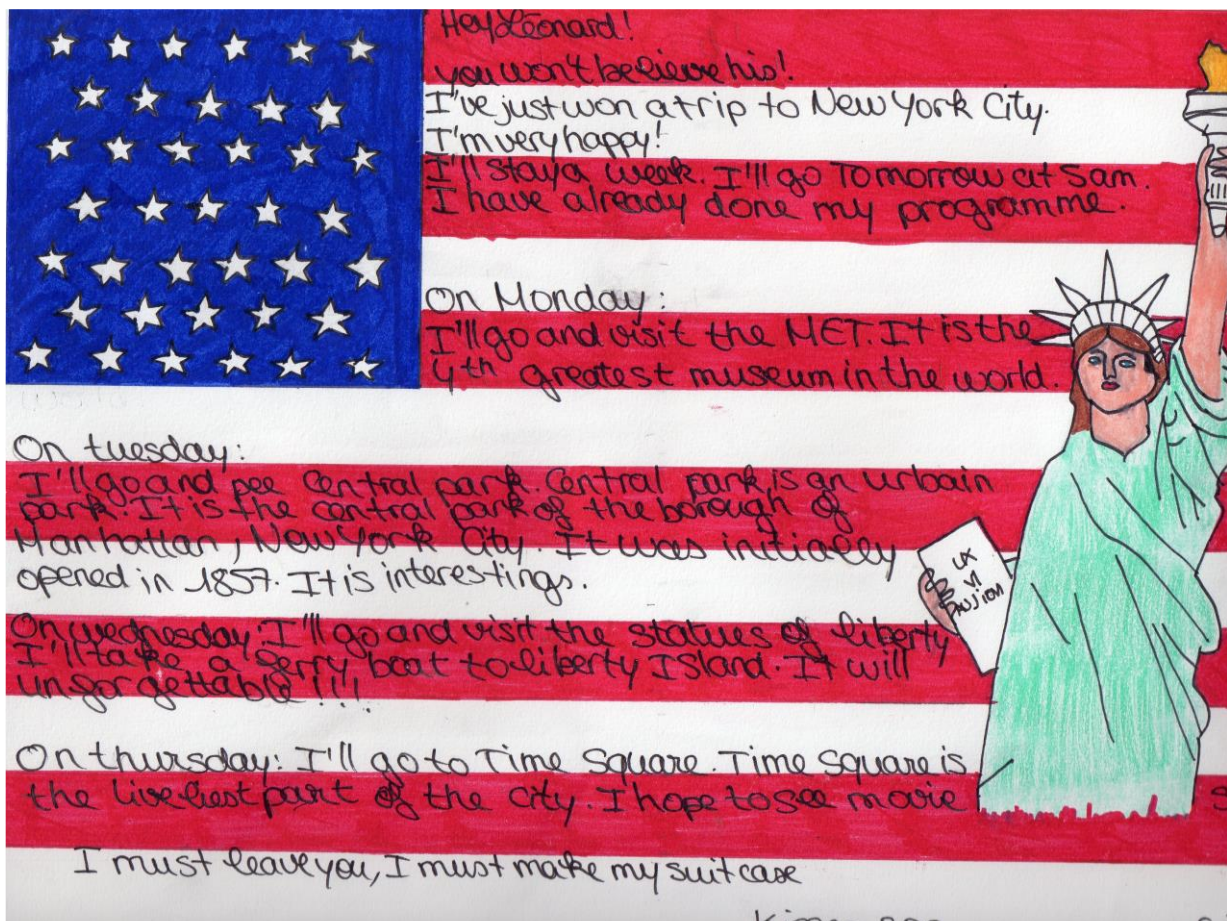 Hey Léonard!
you won't believe his!
I've just won a trip to New York City.
I'm very happy!
I'll stay a week. I'll go Tomorrow at 5am.
I have already done my programme.
On Monday:
I'll go and visit the MET. It is the
4th greatest museum in the world.
On tuesday:
I'll go and see Central park. Central park is an urbain
park. It is the central park of the borough of
Manhattan, New York City. It was initially
opened in 1857. It is interestings.
On wednesday: I'll go and visit the statues of liberty
I'll take a ferry boat to liberty Island. It will
unforgettable!!!
On thursday: I'll go to Time Square. Time square is
the liveliest part of the city. I hope to see movie s
I must leave you, I must make my suitcase